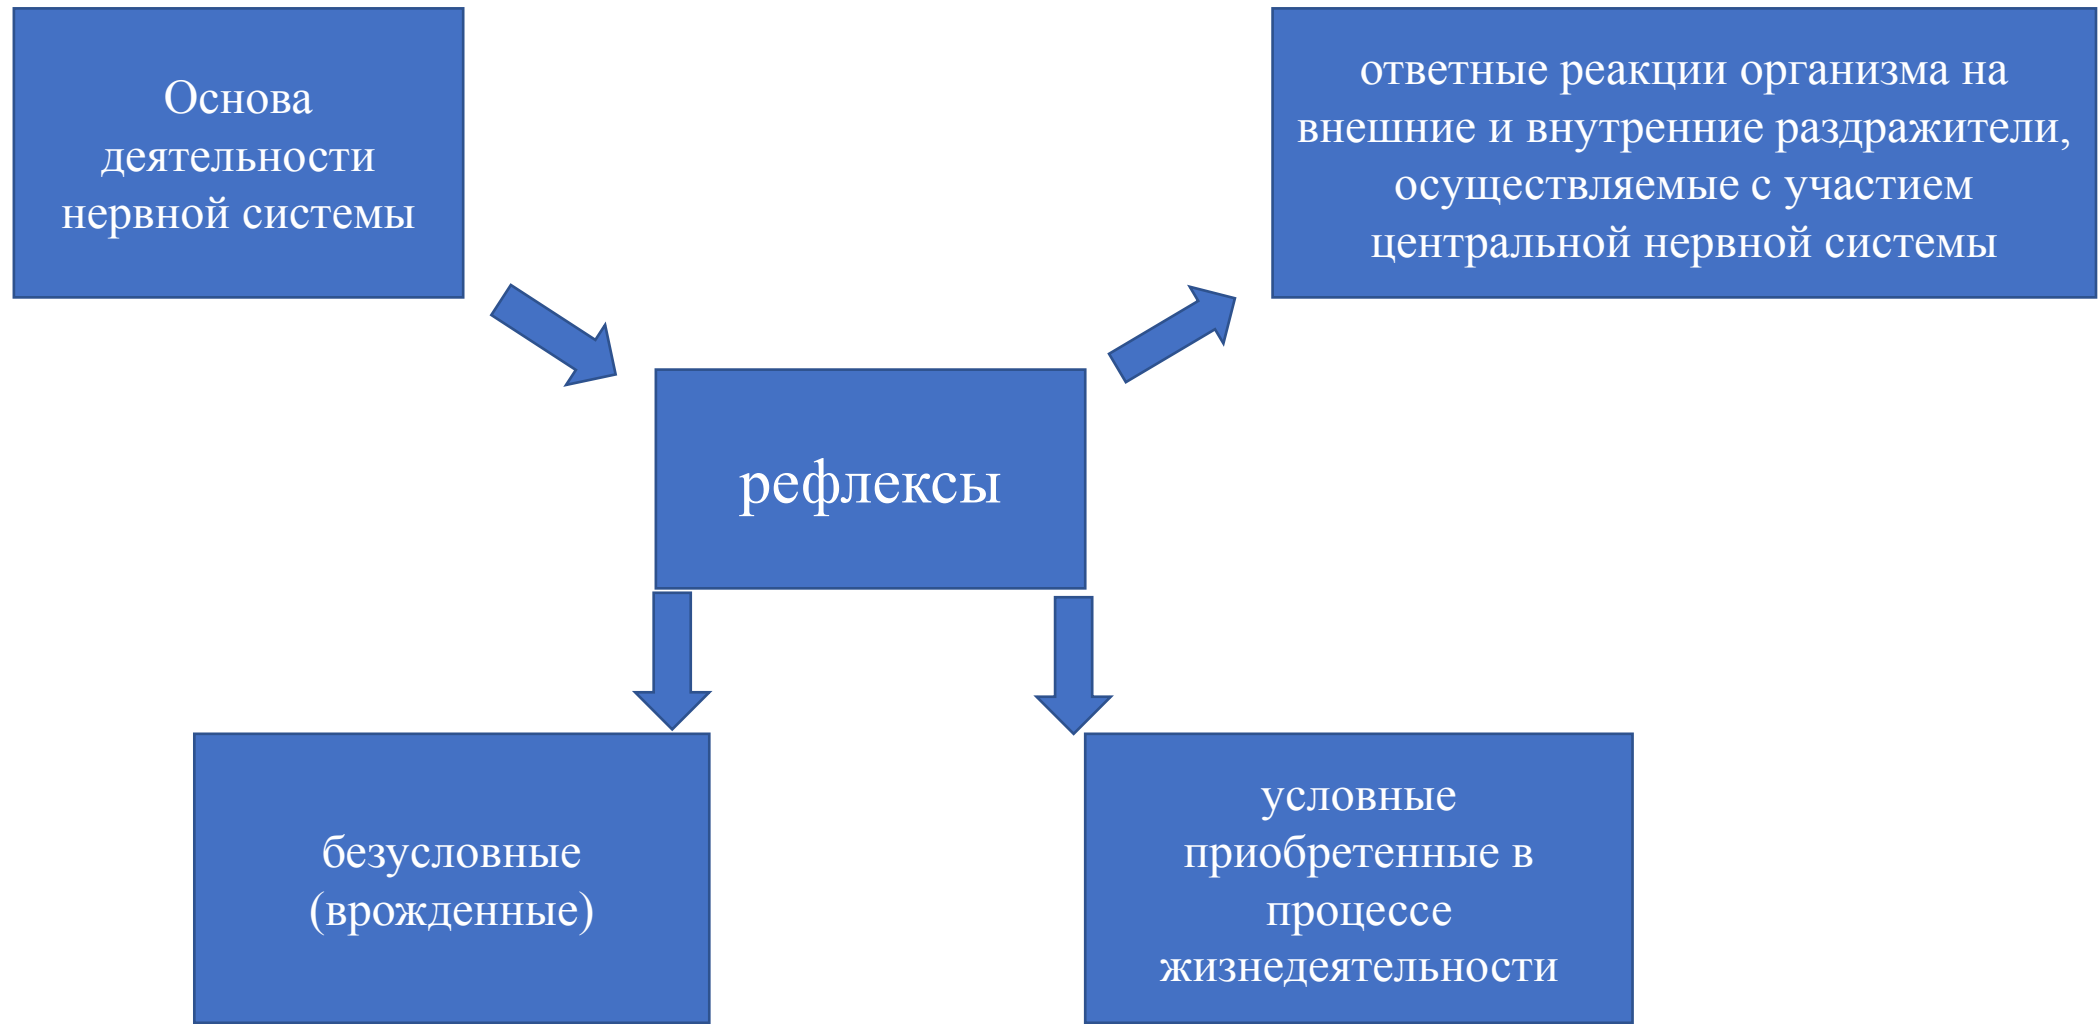 Основа
деятельности
нервной системы
ответные реакции организма на
внешние и внутренние раздражители,
осуществляемые с участием
центральной нервной системы
рефлексы
безусловные
(врожденные)
условные
приобретенные в
процессе
жизнедеятельности